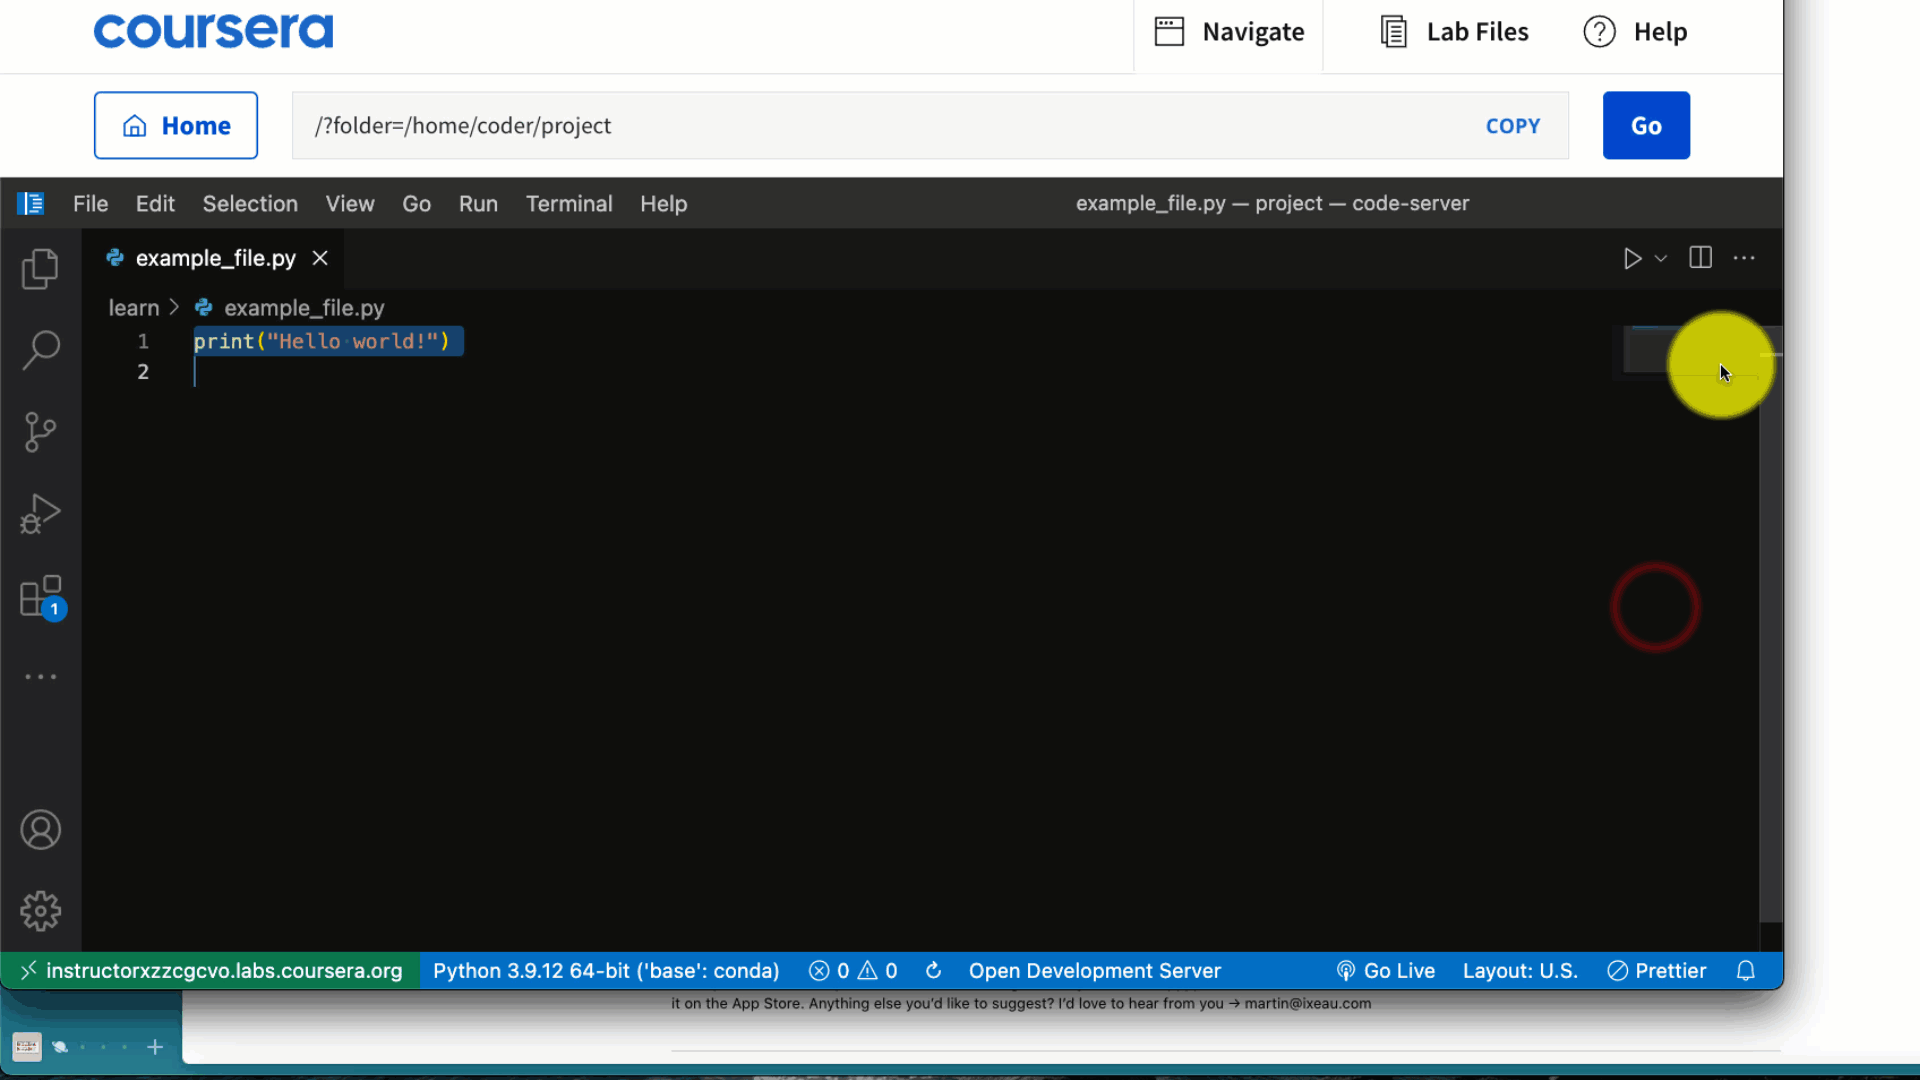 coursera
Navigate
Lab Files
Help
Home
/?folder=/home/coder/project
COPY
Go
File Edit Selection View Go Run Terminal Help
example_file.py — project — code-server
example_file.py
learn > example_file.py
1 print("Hello world!")
2
1
instructorxzzcgcvo.labs.coursera.org
Python 3.9.12 64-bit ('base': conda)
0 0
Open Development Server
Go Live
Layout: U.S.
Prettier
it on the App Store. Anything else you'd like to suggest? I'd love to hear from you → martin@ixeau.com